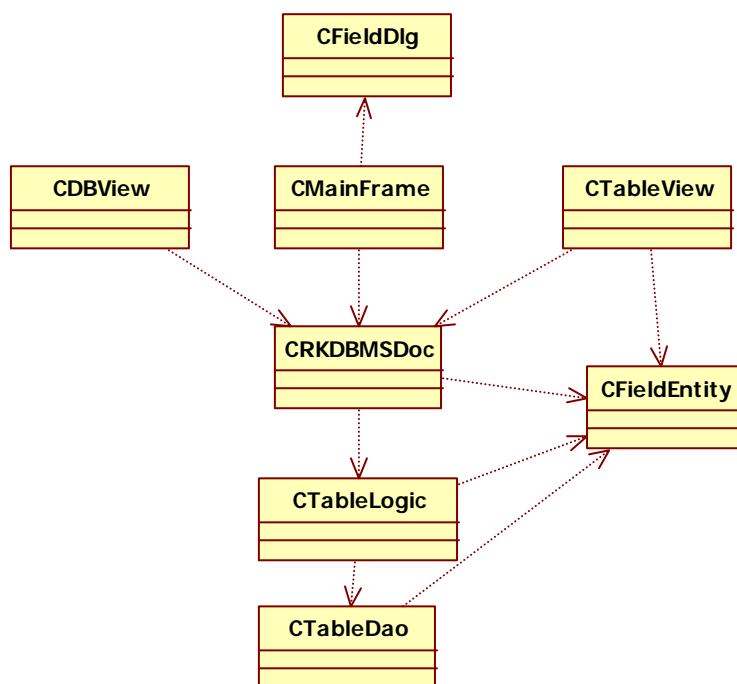 CFieldDlg
CDBView
CMainFrame
CTableView
CRKDBMSDoc
CFieldEntity
CTableLogic
CTableDao